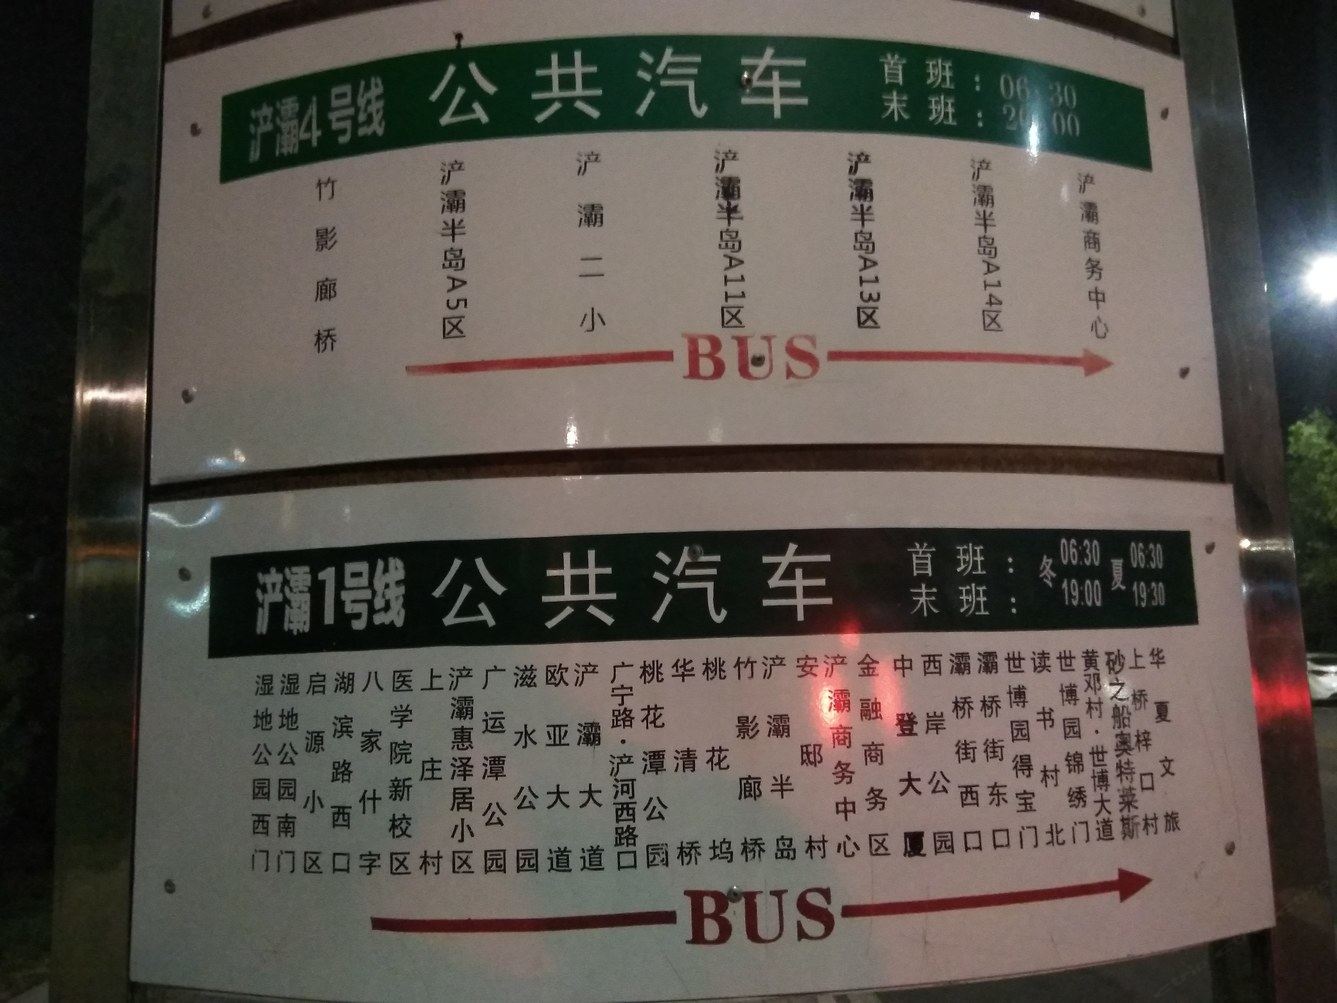 浐灞4号线 公共汽车 首班：06:30
末班：20:00
竹影廊桥
浐灞半岛A5区
浐灞二小
浐灞半岛A11区
浐灞半岛A13区
浐灞半岛A14区
浐灞商务中心
BUS
浐灞1号线 公共汽车 首班： 冬 06:30 夏 06:30
末班： 19:00 19:30
湿地公园西门
湿地公园南门
启源小区
湖滨路西口
八家什字
医学院新校区
上庄村
浐灞惠泽居小区
广运潭公园
滋水公园
欧亚大道
浐灞大道
广宁路·浐河西路口
桃花潭公园
华清桥
桃花坞
竹影廊桥
浐灞半岛
安邸村
浐灞商务中心
金融商务区
中登大厦
西岸公园
灞桥街西口
灞桥街东口
世博园得宝门
读书村北
世博园锦绣门
黄邓村·世博大道
砂之船奥特莱斯
上桥梓口村
华夏文旅
BUS